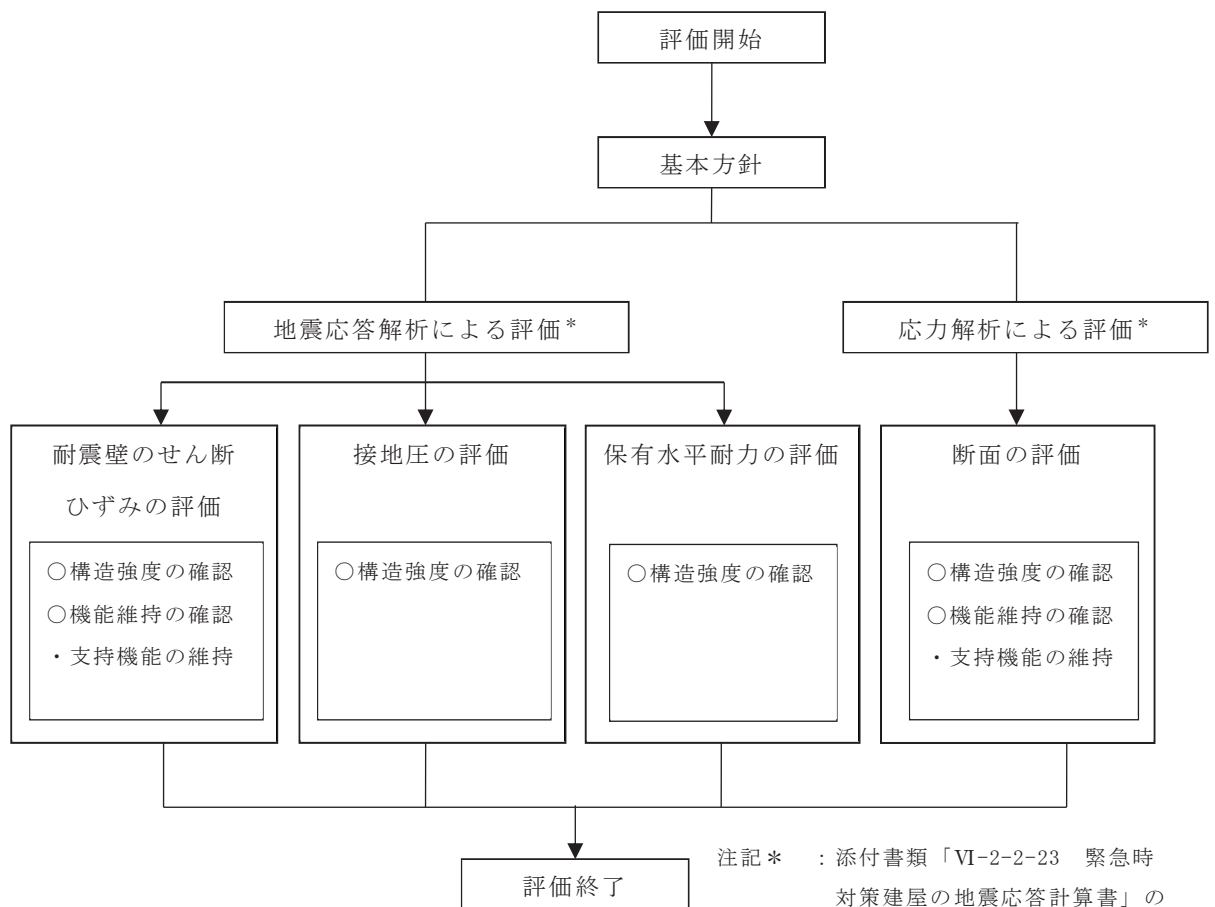 評価開始
基本方針
地震応答解析による評価*
応力解析による評価*
耐震壁のせん断
ひずみの評価
○構造強度の確認
○機能維持の確認
・支持機能の維持
接地圧の評価
○構造強度の確認
保有水平耐力の評価
○構造強度の確認
断面の評価
○構造強度の確認
○機能維持の確認
・支持機能の維持
評価終了
注記＊ ：添付書類「Ⅵ-2-2-23 緊急時
対策建屋の地震応答計算書」の